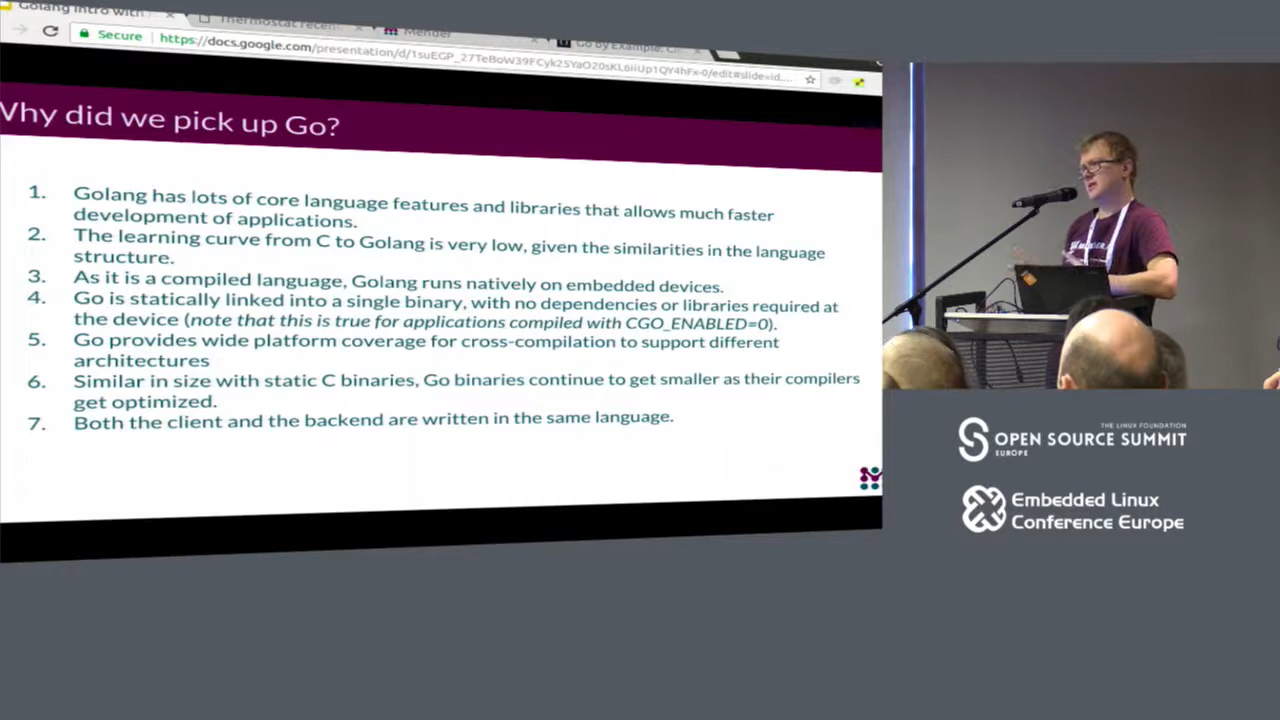 Golang Intro with
Thermostat recen
Mender
Go by Example: C
Secure
https://docs.google.com/presentation/d/1suEGP_27TeBoW39FCyk25YaO20sKL6iiUp1QY4hFx-0/edit#slide=id....
Why did we pick up Go?
1. Golang has lots of core language features and libraries that allows much faster
development of applications.
2. The learning curve from C to Golang is very low, given the similarities in the language
structure.
3. As it is a compiled language, Golang runs natively on embedded devices.
4. Go is statically linked into a single binary, with no dependencies or libraries required at
the device (note that this is true for applications compiled with CGO_ENABLED=0).
5. Go provides wide platform coverage for cross-compilation to support different
architectures
6. Similar in size with static C binaries, Go binaries continue to get smaller as their compilers
get optimized.
7. Both the client and the backend are written in the same language.
THE LINUX FOUNDATION
OPEN SOURCE SUMMIT
EUROPE
Embedded Linux
Conference Europe